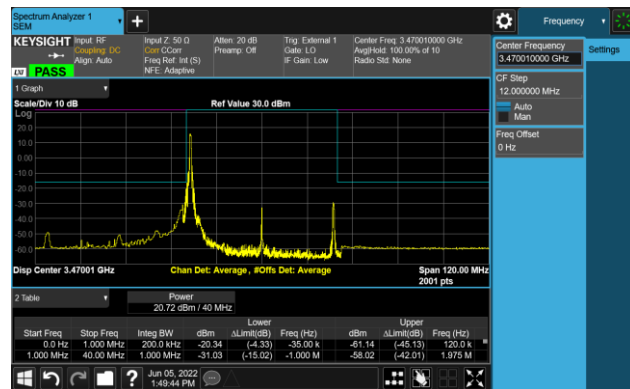 Spectrum Analyzer 1
SEM
+
Frequency
KEYSIGHT
Input: RF
Coupling: DC
Align: Auto
Input Z: 50 Ω
Corr CCorr
Freq Ref: Int (S)
NFE: Adaptive
Atten: 20 dB
Preamp: Off
Trig: External 1
Gate: LO
IF Gain: Low
Center Freq: 3.470010000 GHz
Avg|Hold: 100.00% of 10
Radio Std: None
LXI PASS
Center Frequency
3.470010000 GHz
Settings
CF Step
12.000000 MHz
Auto
Man
Freq Offset
0 Hz
1 Graph
Scale/Div 10 dB
Ref Value 30.0 dBm
Log
20.0
10.0
0.00
-10.0
-20.0
-30.0
-40.0
-50.0
-60.0
Disp Center 3.47001 GHz
Chan Det: Average , #Offs Det: Average
Span 120.00 MHz
2001 pts
2 Table
Power
20.72 dBm / 40 MHz
Lower
Upper
Start Freq Stop Freq Integ BW dBm ΔLimit(dB) Freq (Hz) dBm ΔLimit(dB) Freq (Hz)
0.0 Hz 1.000 MHz 200.0 kHz -20.34 (-4.33) -35.00 k -61.14 (-45.13) 120.0 k
1.000 MHz 40.00 MHz 1.000 MHz -31.03 (-15.02) -1.000 M -58.02 (-42.01) 1.975 M
?
Jun 05, 2022
1:49:44 PM